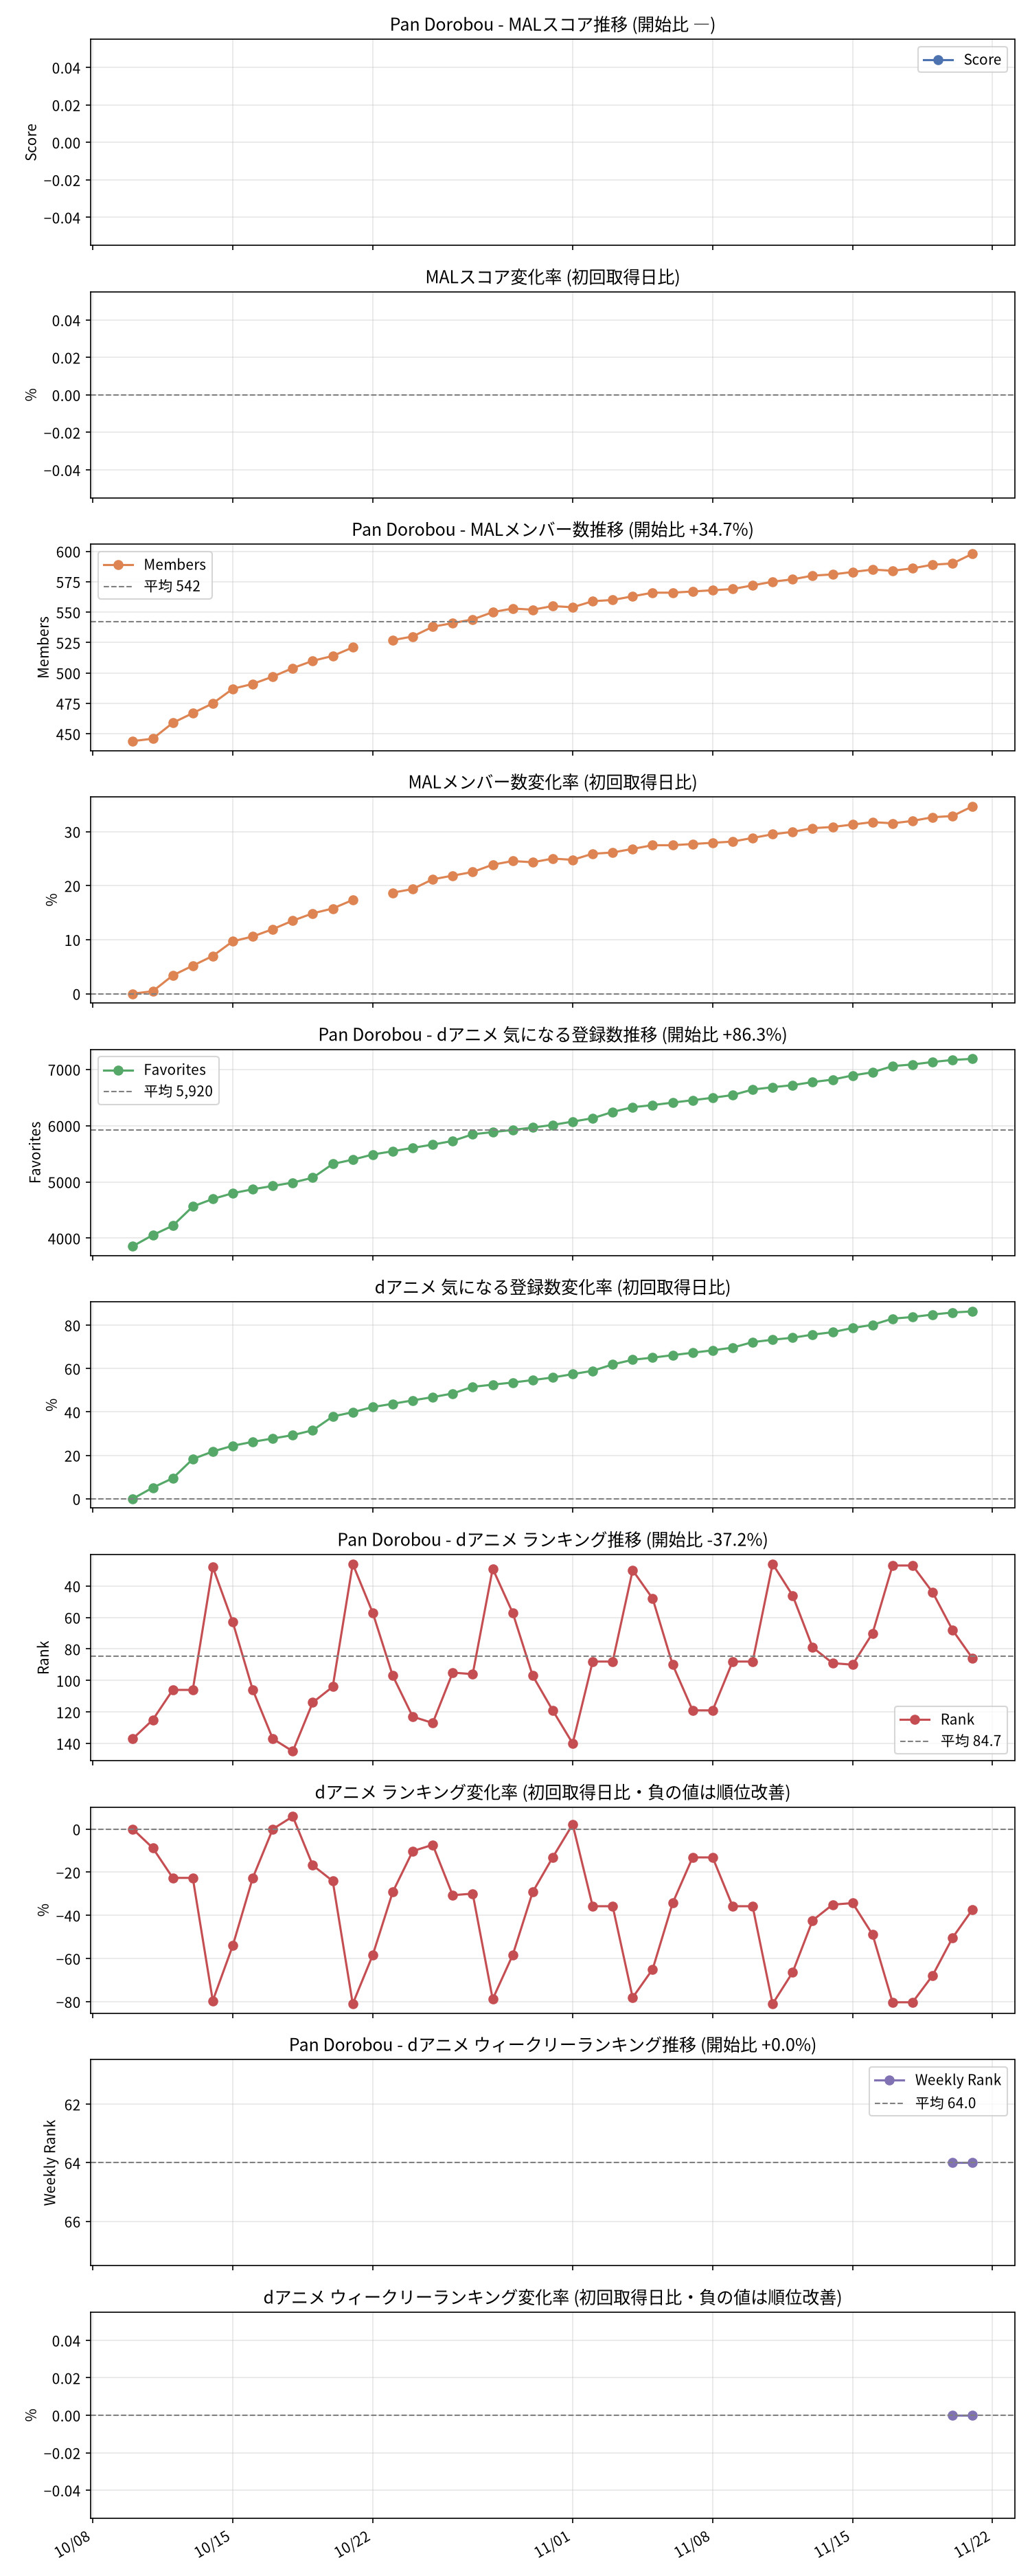 Pan Dorobou - MALスコア推移 (開始比 —)
Score
0.04
0.02
0.00
−0.02
−0.04
Score
MALスコア変化率 (初回取得日比)
%
0.04
0.02
0.00
−0.02
−0.04
Pan Dorobou - MALメンバー数推移 (開始比 +34.7%)
Members
600
575
550
525
500
475
450
Members
平均 542
MALメンバー数変化率 (初回取得日比)
%
30
20
10
0
Pan Dorobou - dアニメ 気になる登録数推移 (開始比 +86.3%)
Favorites
7000
6000
5000
4000
Favorites
平均 5,920
dアニメ 気になる登録数変化率 (初回取得日比)
%
80
60
40
20
0
Pan Dorobou - dアニメ ランキング推移 (開始比 -37.2%)
Rank
40
60
80
100
120
140
Rank
平均 84.7
dアニメ ランキング変化率 (初回取得日比・負の値は順位改善)
%
0
−20
−40
−60
−80
Pan Dorobou - dアニメ ウィークリーランキング推移 (開始比 +0.0%)
Weekly Rank
62
64
66
Weekly Rank
平均 64.0
dアニメ ウィークリーランキング変化率 (初回取得日比・負の値は順位改善)
%
0.04
0.02
0.00
−0.02
−0.04
10/08
10/15
10/22
11/01
11/08
11/15
11/22